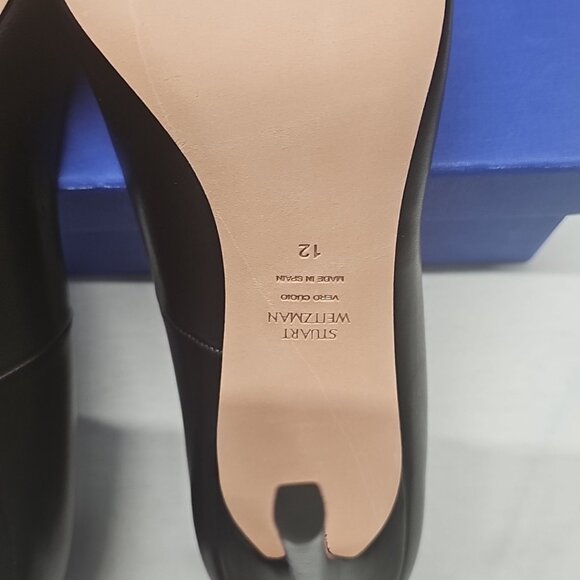 STUART
WEITZMAN
VERO CUOIO
MADE IN SPAIN
12